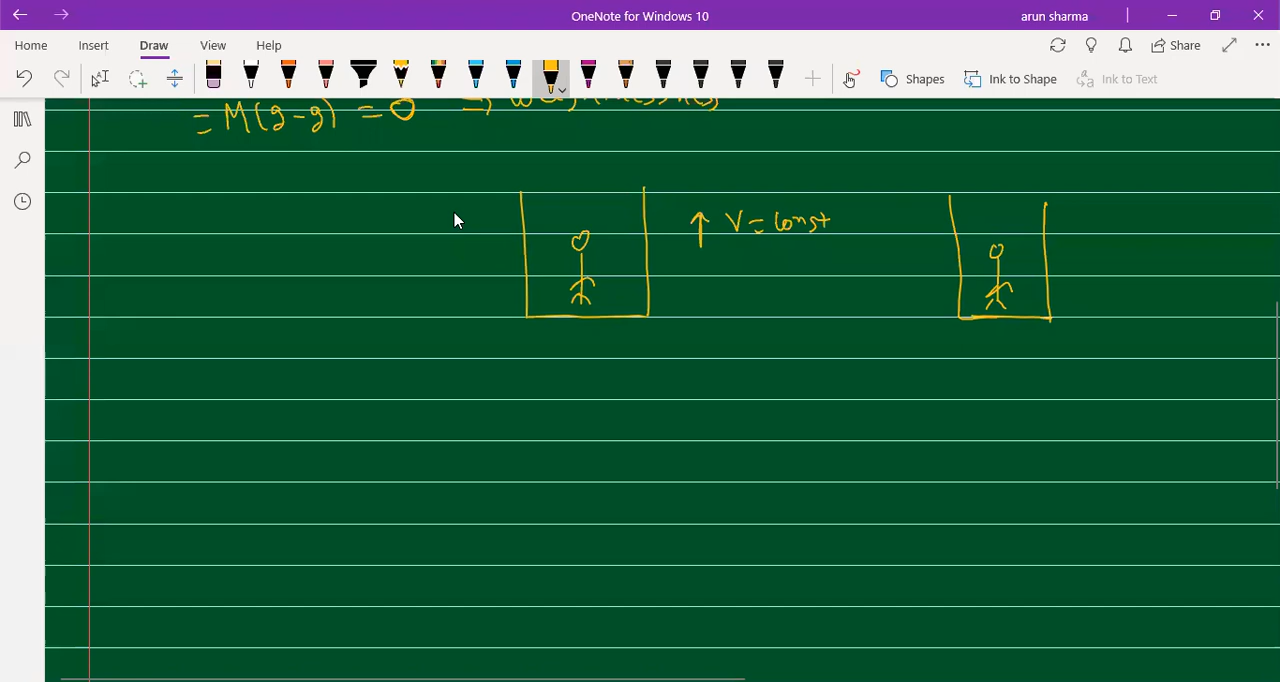 OneNote for Windows 10
arun sharma
Home Insert Draw View Help
Share
Shapes
Ink to Shape
Ink to Text
= M(g-g) = 0 ⇒ weightlessness
↑ V = const